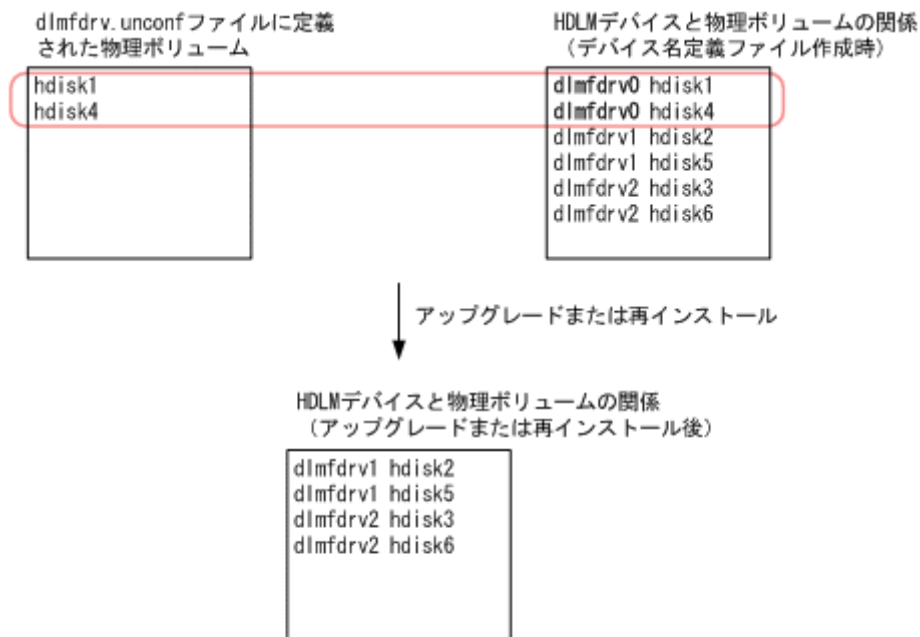 dlmfdrv.unconfファイルに定義
された物理ボリューム
hdisk1
hdisk4
HDLMデバイスと物理ボリュームの関係
（デバイス名定義ファイル作成時）
dlmfdrv0 hdisk1
dlmfdrv0 hdisk4
dlmfdrv1 hdisk2
dlmfdrv1 hdisk5
dlmfdrv2 hdisk3
dlmfdrv2 hdisk6
アップグレードまたは再インストール
HDLMデバイスと物理ボリュームの関係
（アップグレードまたは再インストール後）
dlmfdrv1 hdisk2
dlmfdrv1 hdisk5
dlmfdrv2 hdisk3
dlmfdrv2 hdisk6